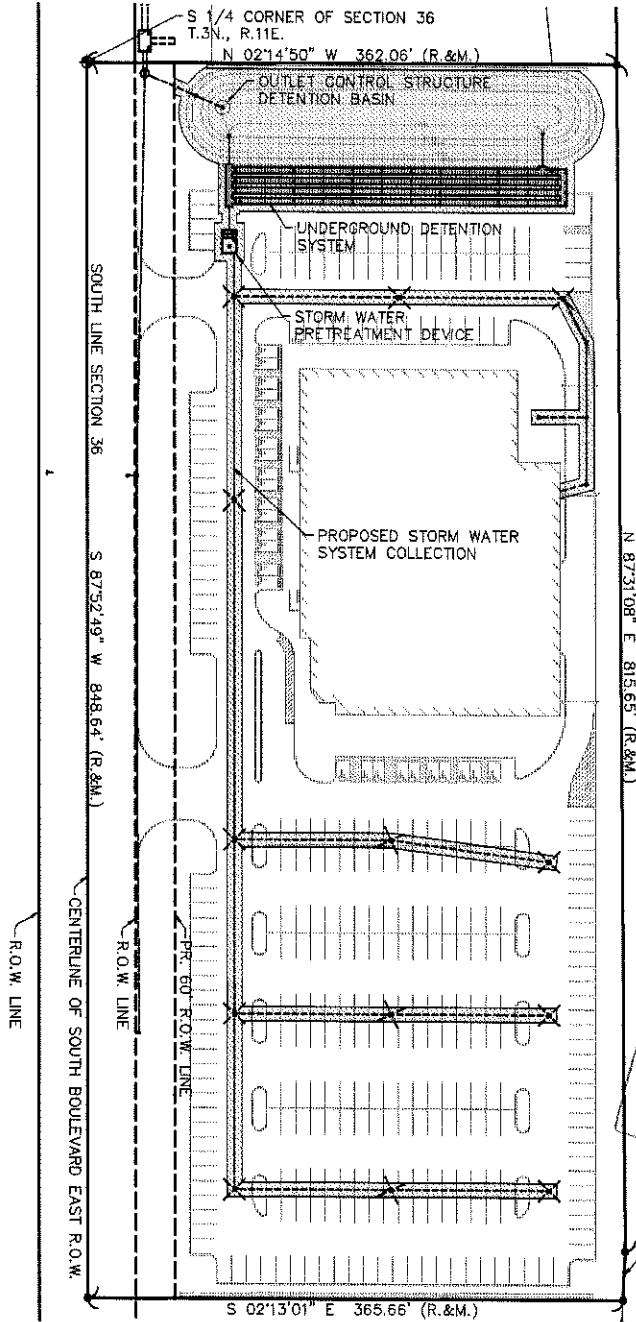 S 1/4 CORNER OF SECTION 36
T.3N., R.11E.
N 02°14'50" W 362.06' (R.&M.)
OUTLET CONTROL STRUCTURE
DETENTION BASIN
UNDERGROUND DETENTION
SYSTEM
STORM WATER
PRETREATMENT DEVICE
SOUTH LINE SECTION 36
S 87°52'49" W 848.64' (R.&M.)
PROPOSED STORM WATER
SYSTEM COLLECTION
N 87°31'08" E 815.65' (R.&M.)
CENTERLINE OF SOUTH BOULEVARD EAST R.O.W.
PR. 60' R.O.W. LINE
R.O.W. LINE
R.O.W. LINE
S 02°13'01" E 365.66' (R.&M.)